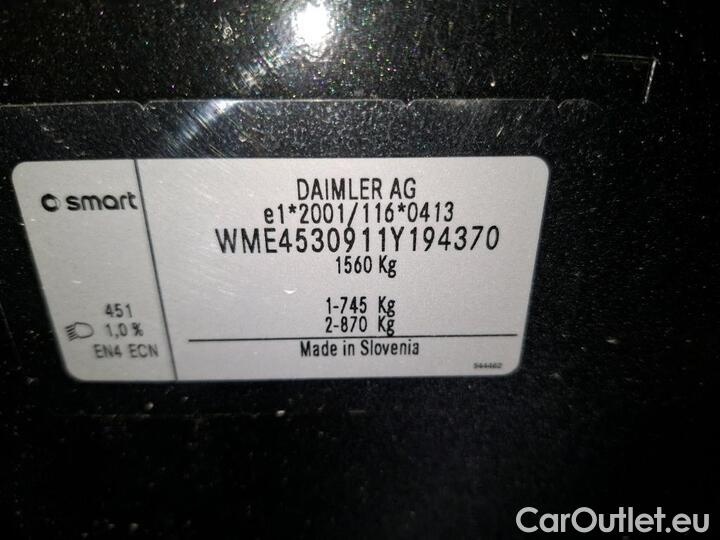 smart
DAIMLER AG
e1*2001/116*0413
WME4530911Y194370
1560 Kg
1-745 Kg
2-870 Kg
451
1,0 %
EN4 ECN
Made in Slovenia
544462
CarOutlet.eu